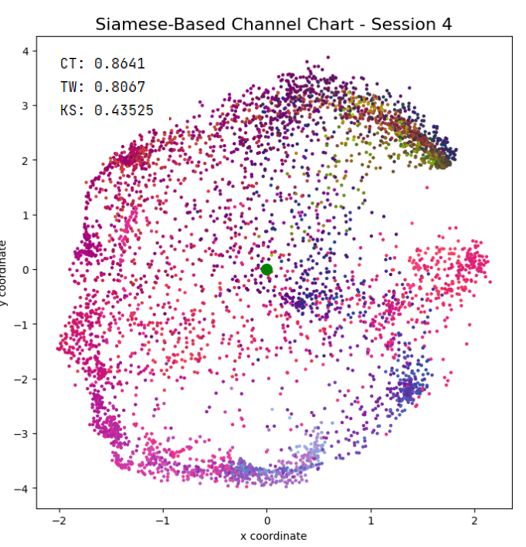 Siamese-Based Channel Chart - Session 4
CT: 0.8641
TW: 0.8067
KS: 0.43525
4
3
2
1
0
−1
−2
−3
−4
y coordinate
−2
−1
0
1
2
x coordinate